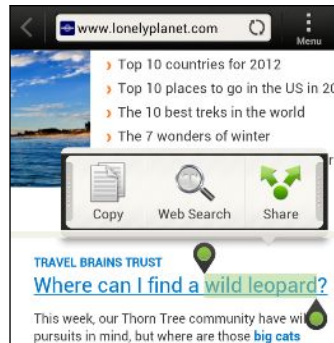 www.lonelyplanet.com
Menu
Top 10 countries for 2012
Top 10 places to go in the US in 20
The 10 best treks in the world
The 7 wonders of winter
r
Copy
Web Search
Share
TRAVEL BRAINS TRUST
Where can I find a wild leopard?
This week, our Thorn Tree community have wil
pursuits in mind, but where are those big cats